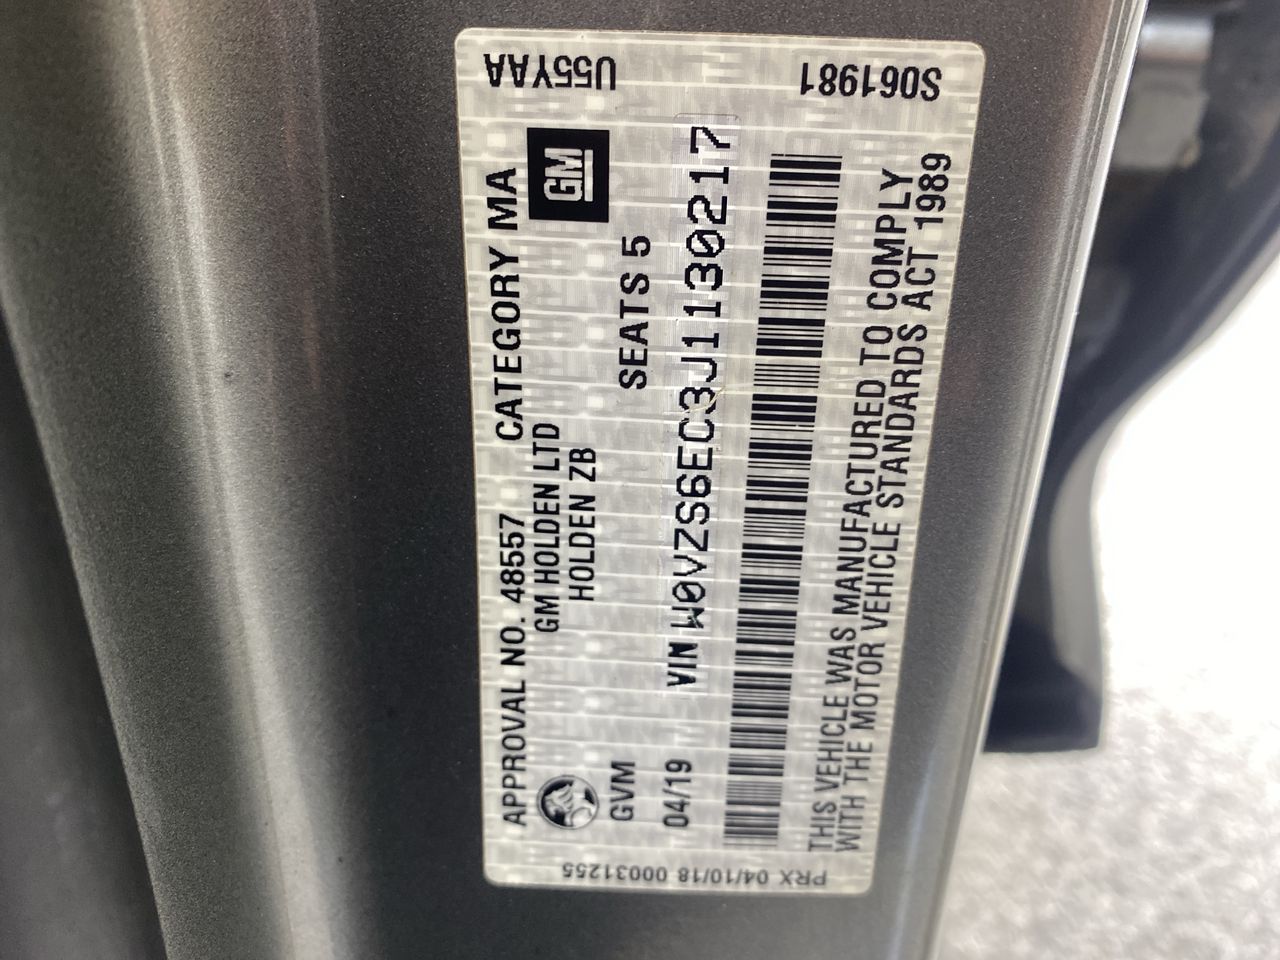 APPROVAL NO. 48557 CATEGORY MA
GM HOLDEN LTD
HOLDEN ZB
GM
GVM SEATS 5
04/19 VIN W0VZS6EC3J1130217
THIS VEHICLE WAS MANUFACTURED TO COMPLY
WITH THE MOTOR VEHICLE STANDARDS ACT 1989
U55YAA
S061981
PRX 04/10/18 00031255